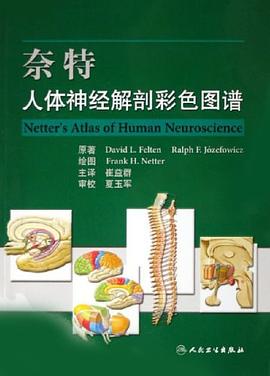 奈特
人体神经解剖彩色图谱
Netter's Atlas of Human Neuroscience
原著 David L. Felten Ralph F. Józefowicz
绘图 Frank H. Netter
主译 崔益群
审校 夏玉军
人民卫生出版社